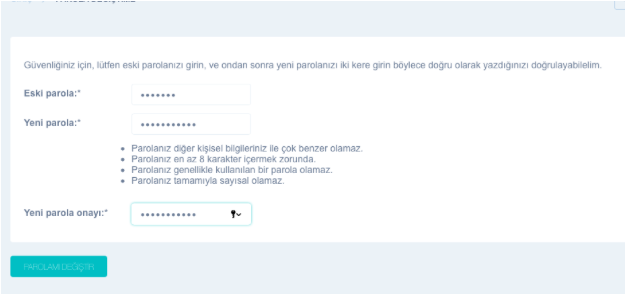 Güvenliğiniz için, lütfen eski parolanızı girin, ve ondan sonra yeni parolanızı iki kere girin böylece doğru olarak yazdığınızı doğrulayabilelim.
Eski parola:*
Yeni parola:*
Parolanız diğer kişisel bilgileriniz ile çok benzer olamaz.
Parolanız en az 8 karakter içermek zorunda.
Parolanız genellikle kullanılan bir parola olamaz.
Parolanız tamamıyla sayısal olamaz.
Yeni parola onayı:*
PAROLAMI DEĞİŞTİR